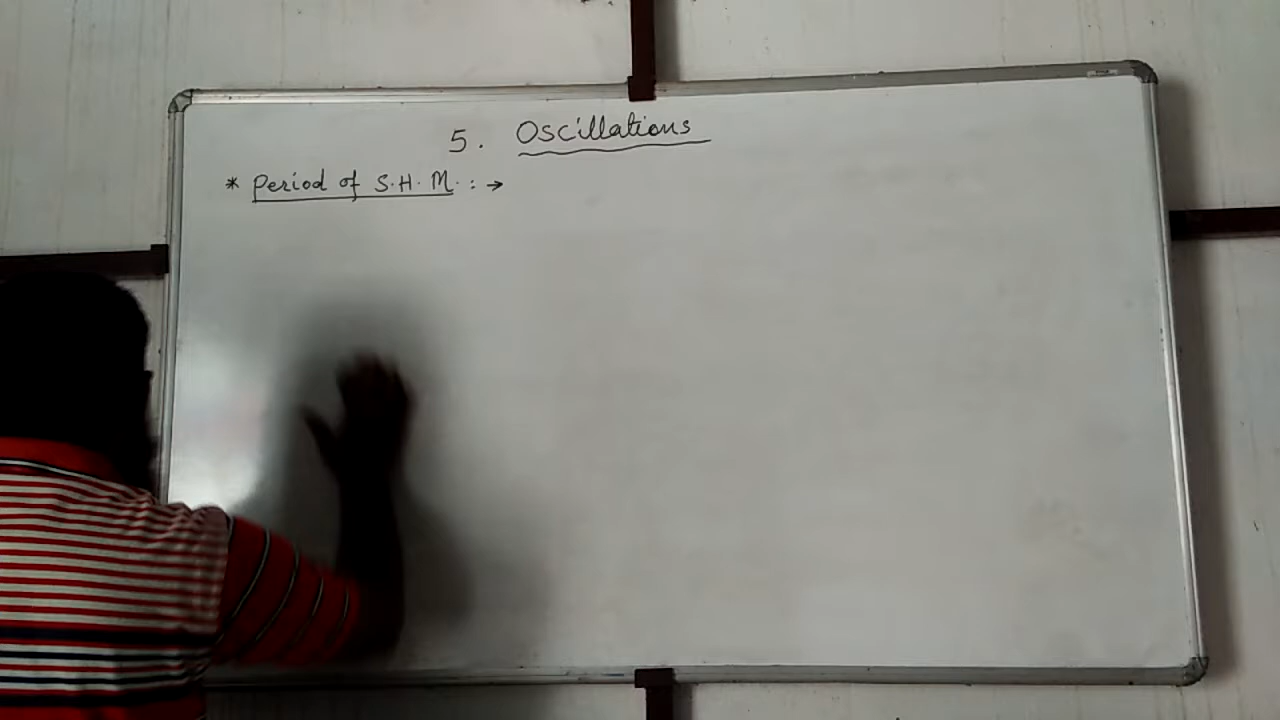 5. Oscillations
* Period of S.H.M. : →